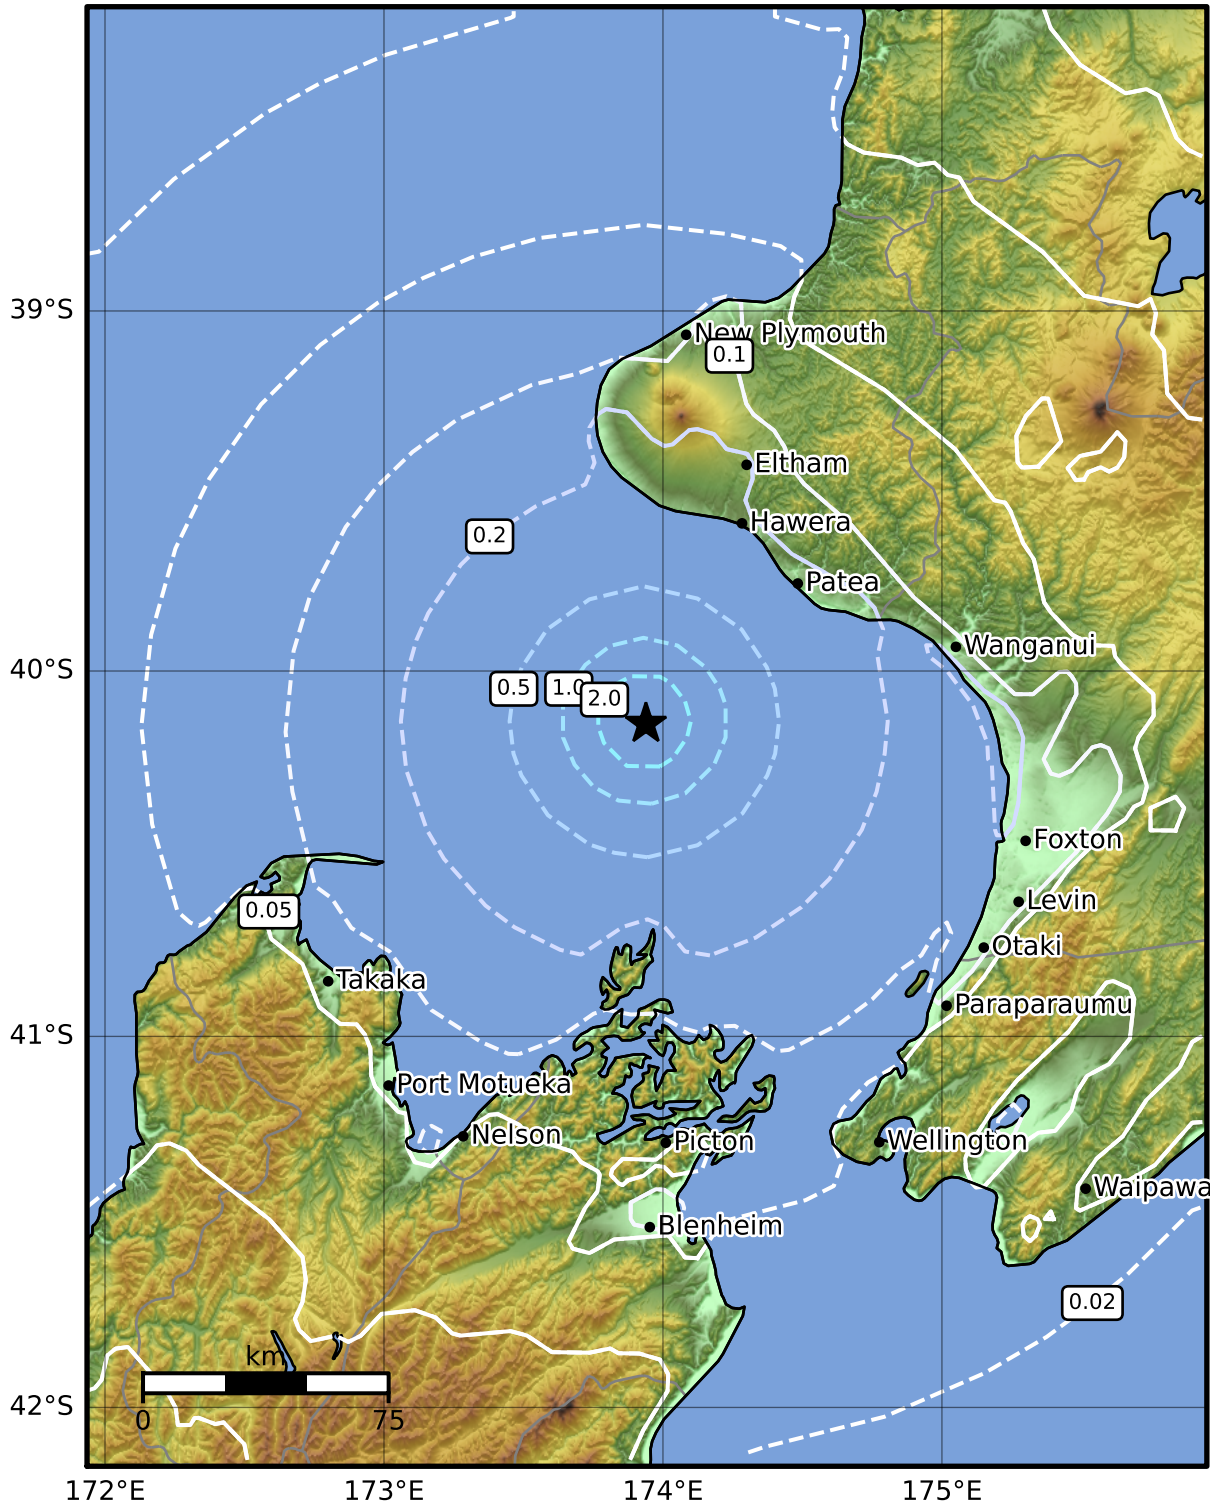 39°S
New Plymouth
0.1
Eltham
Hawera
0.2
Patea
Wanganui
40°S
0.5
1.0
2.0
Foxton
Levin
0.05
Otaki
Takaka
Paraparaumu
41°S
Port Motueka
Nelson
Picton
Wellington
Waipawa
Blenheim
0.02
km
0
75
42°S
172°E
173°E
174°E
175°E